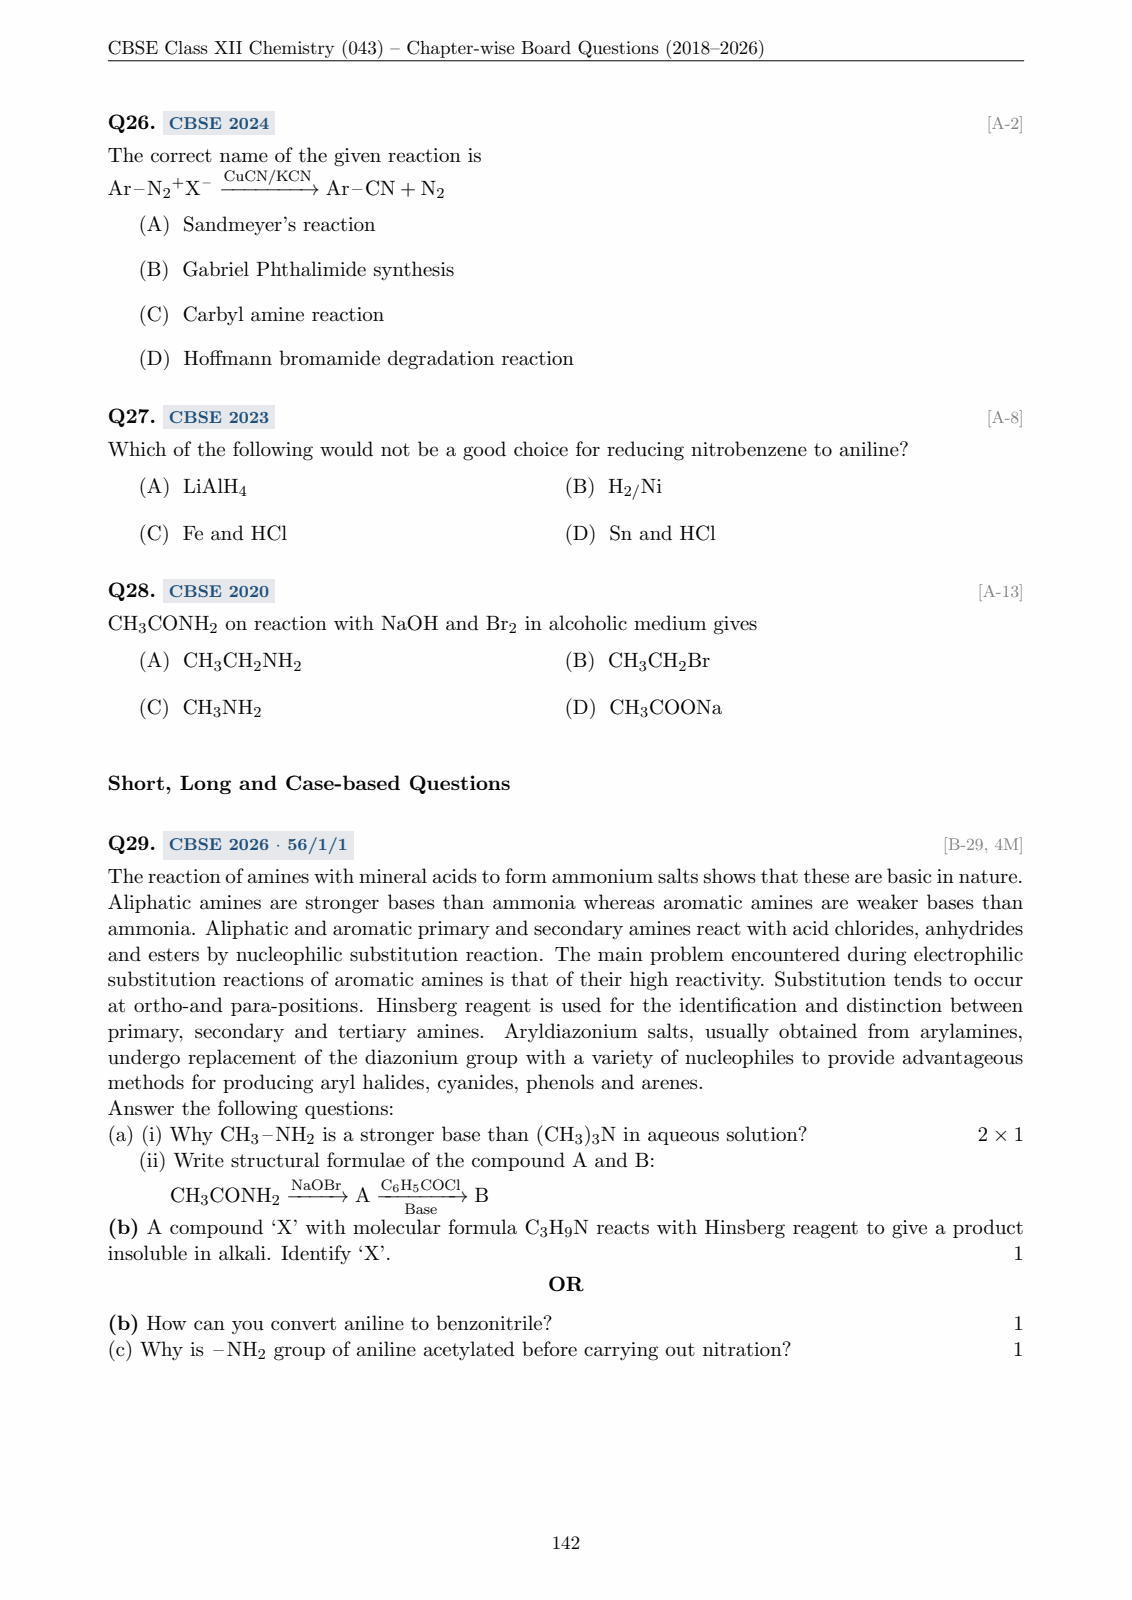 CBSE Class XII Chemistry (043) – Chapter-wise Board Questions (2018–2026)
Q26. CBSE 2024 [A-2]
The correct name of the given reaction is
Ar–N₂⁺X⁻ —CuCN/KCN→ Ar–CN + N₂
(A) Sandmeyer's reaction
(B) Gabriel Phthalimide synthesis
(C) Carbyl amine reaction
(D) Hoffmann bromamide degradation reaction
Q27. CBSE 2023 [A-8]
Which of the following would not be a good choice for reducing nitrobenzene to aniline?
(A) LiAlH₄ (B) H₂/Ni
(C) Fe and HCl (D) Sn and HCl
Q28. CBSE 2020 [A-13]
CH₃CONH₂ on reaction with NaOH and Br₂ in alcoholic medium gives
(A) CH₃CH₂NH₂ (B) CH₃CH₂Br
(C) CH₃NH₂ (D) CH₃COONa
Short, Long and Case-based Questions
Q29. CBSE 2026 · 56/1/1 [B-29, 4M]
The reaction of amines with mineral acids to form ammonium salts shows that these are basic in nature.
Aliphatic amines are stronger bases than ammonia whereas aromatic amines are weaker bases than
ammonia. Aliphatic and aromatic primary and secondary amines react with acid chlorides, anhydrides
and esters by nucleophilic substitution reaction. The main problem encountered during electrophilic
substitution reactions of aromatic amines is that of their high reactivity. Substitution tends to occur
at ortho-and para-positions. Hinsberg reagent is used for the identification and distinction between
primary, secondary and tertiary amines. Aryldiazonium salts, usually obtained from arylamines,
undergo replacement of the diazonium group with a variety of nucleophiles to provide advantageous
methods for producing aryl halides, cyanides, phenols and arenes.
Answer the following questions:
(a) (i) Why CH₃–NH₂ is a stronger base than (CH₃)₃N in aqueous solution? 2 × 1
(ii) Write structural formulae of the compound A and B:
CH₃CONH₂ —NaOBr→ A —C₆H₅COCl/Base→ B
(b) A compound ‘X’ with molecular formula C₃H₉N reacts with Hinsberg reagent to give a product
insoluble in alkali. Identify ‘X’. 1
OR
(b) How can you convert aniline to benzonitrile? 1
(c) Why is –NH₂ group of aniline acetylated before carrying out nitration? 1
142